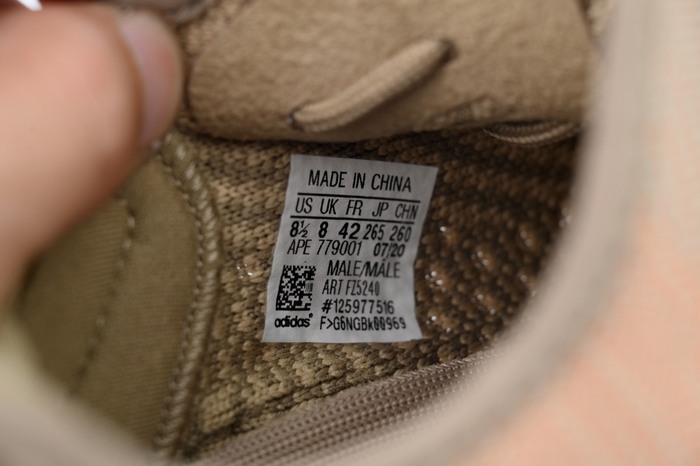 MADE IN CHINA
US UK FR JP CHN
8½ 8 42 265 260
APE 779001 07/20
MALE/MÂLE
ART FZ5240
#125977516
adidas® F>G6NGBk00969